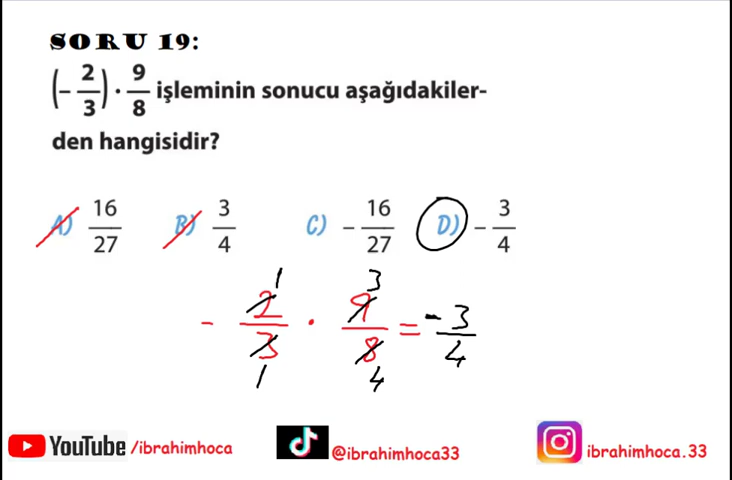 SORU 19:
(- 2/3) · 9/8 işleminin sonucu aşağıdakiler-
den hangisidir?
A) 16/27 B) 3/4 C) - 16/27 D) - 3/4
1 3
- 2/3 · 9/8 = - 3/4
1 4
YouTube /ibrahimhoca @ibrahimhoca33 ibrahimhoca.33